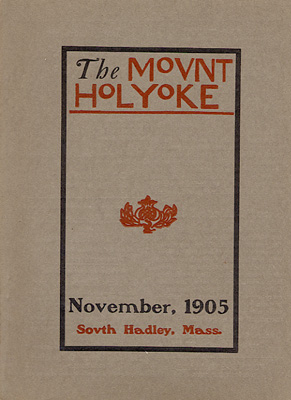 The MOVNT
HOLYOKE
November, 1905
Sovth Hadley, Mass.